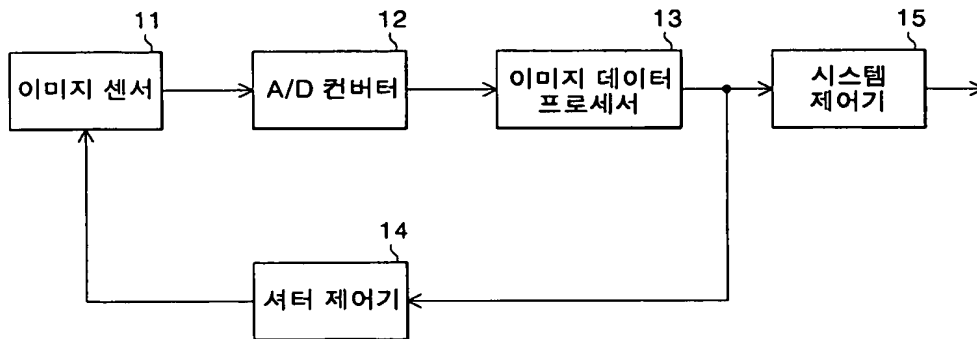 11
이미지 센서
12
A/D 컨버터
13
이미지 데이터
프로세서
15
시스템
제어기
14
셔터 제어기